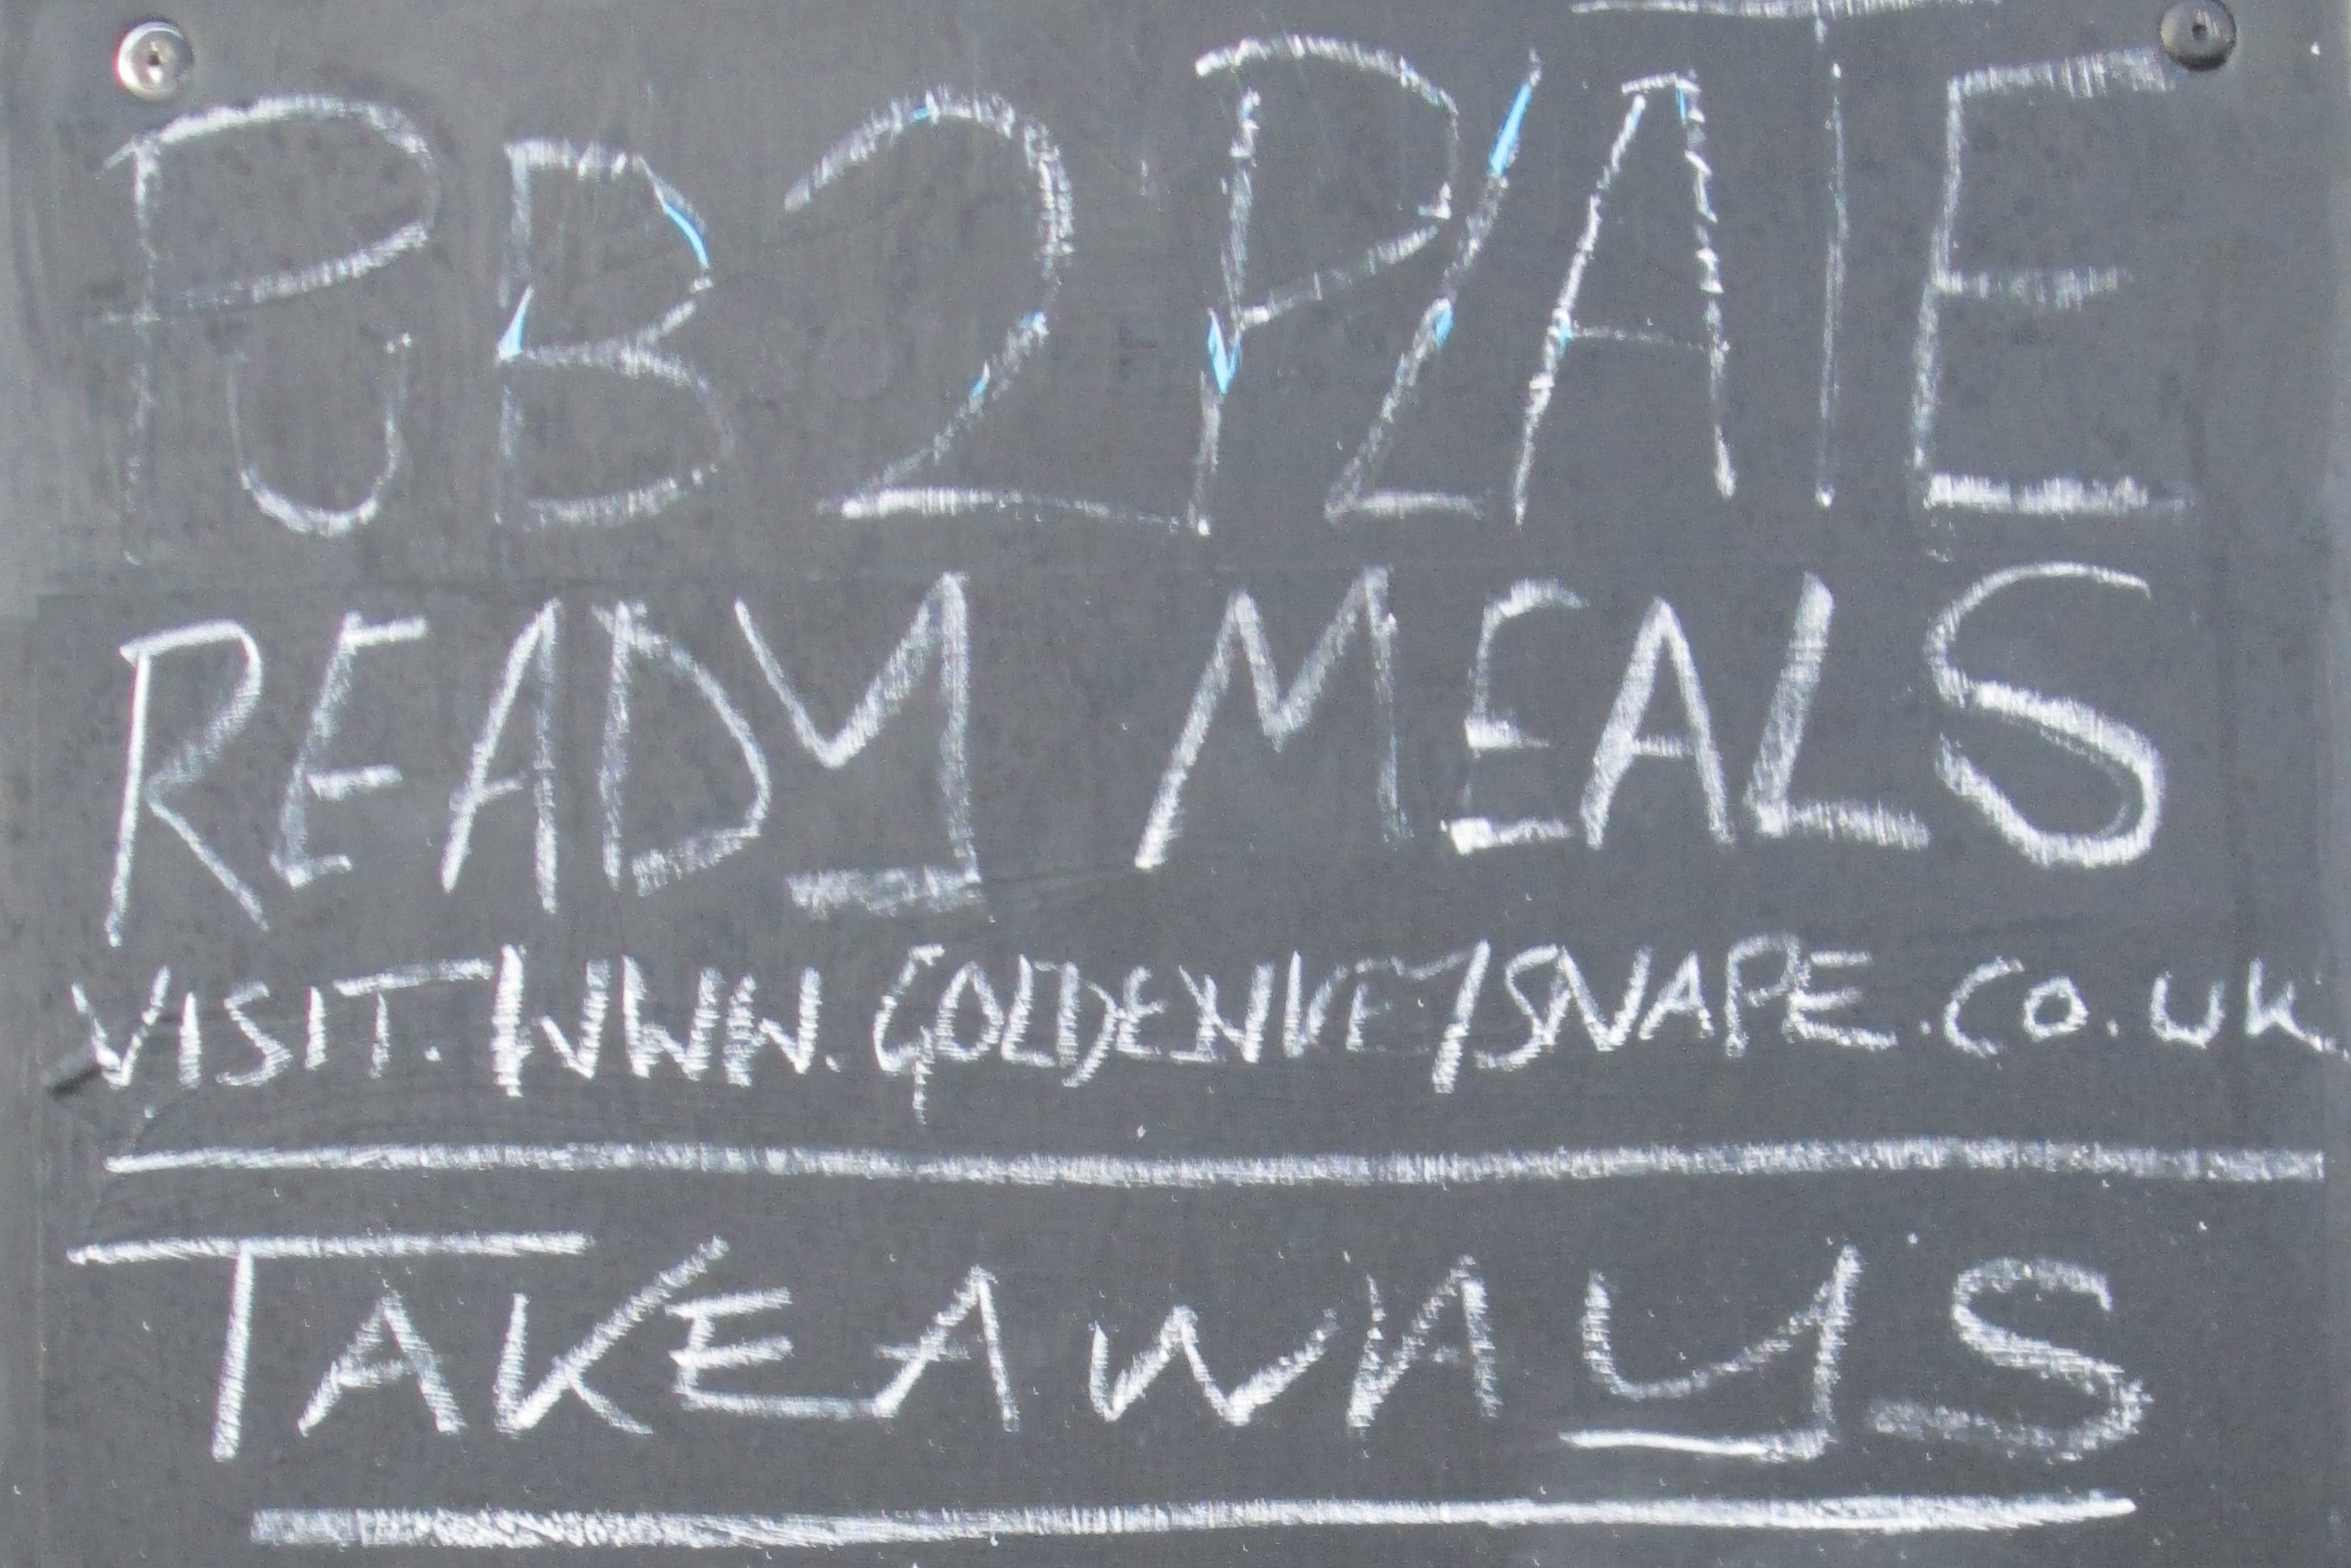 PUB 2 PLATE
READY MEALS
VISIT. WWW.GOLDENKEYSNAPE.CO.UK
TAKEAWAYS